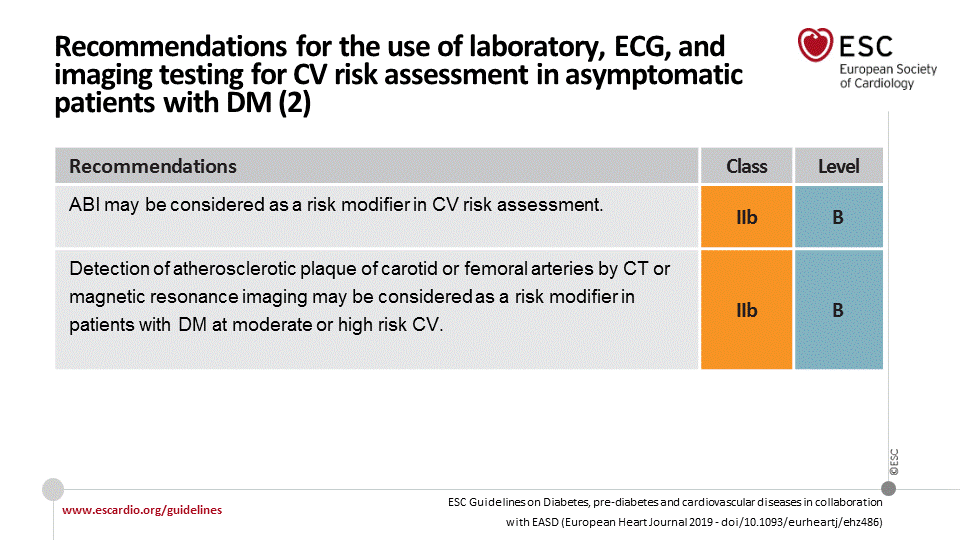 Recommendations for the use of laboratory, ECG, and
imaging testing for CV risk assessment in asymptomatic
patients with DM (2)
ESC
European Society
of Cardiology
Recommendations Class Level
ABI may be considered as a risk modifier in CV risk assessment. IIb B
Detection of atherosclerotic plaque of carotid or femoral arteries by CT or
magnetic resonance imaging may be considered as a risk modifier in
patients with DM at moderate or high risk CV.
IIb B
©ESC
www.escardio.org/guidelines
ESC Guidelines on Diabetes, pre-diabetes and cardiovascular diseases in collaboration
with EASD (European Heart Journal 2019 - doi/10.1093/eurheartj/ehz486)